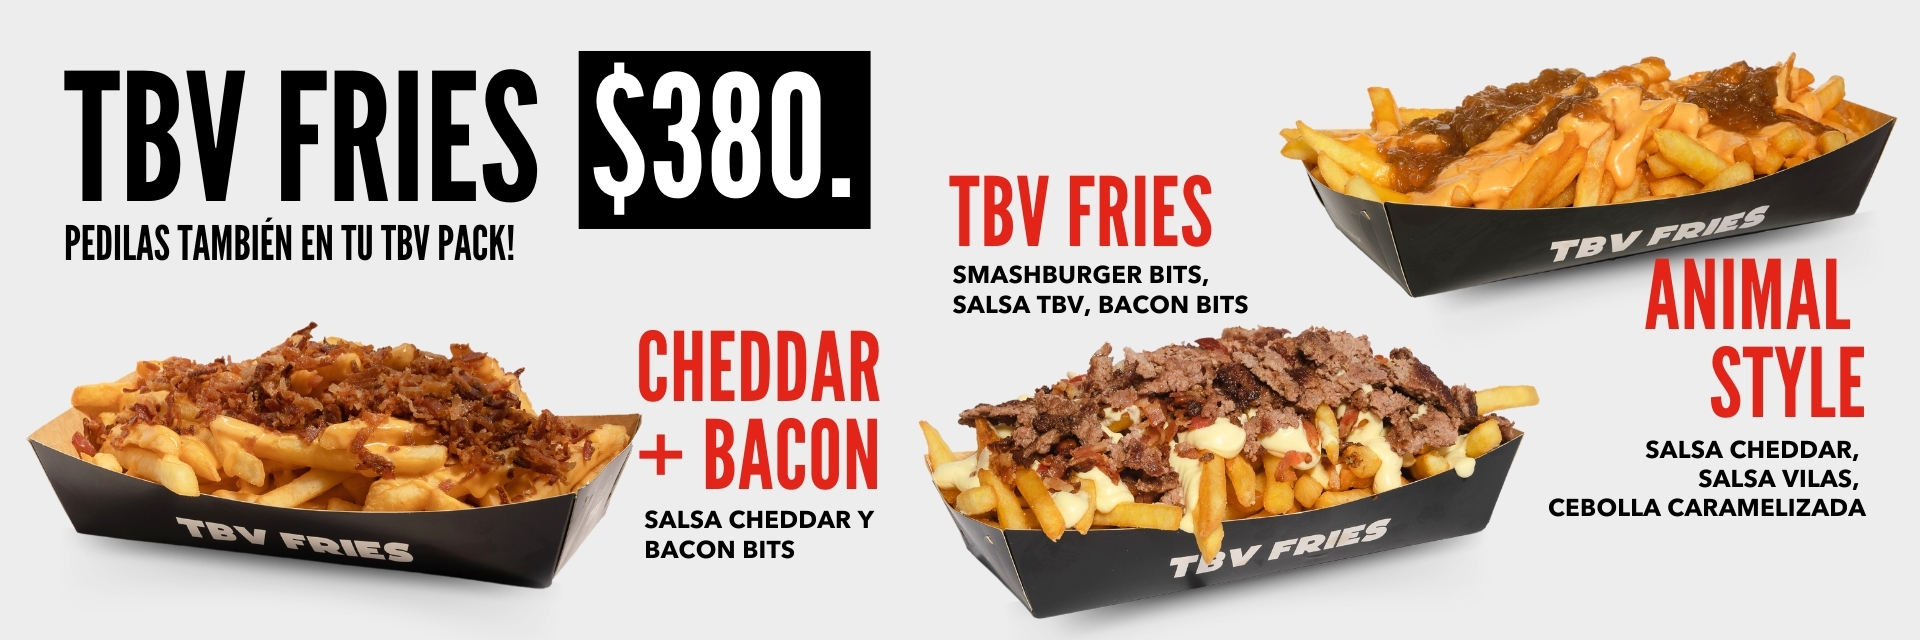 TBV FRIES $380.
PEDILAS TAMBIÉN EN TU TBV PACK!
CHEDDAR
+ BACON
SALSA CHEDDAR Y
BACON BITS
TBV FRIES
TBV FRIES
SMASHBURGER BITS,
SALSA TBV, BACON BITS
TBV FRIES
TBV FRIES
ANIMAL
STYLE
SALSA CHEDDAR,
SALSA VILAS,
CEBOLLA CARAMELIZADA